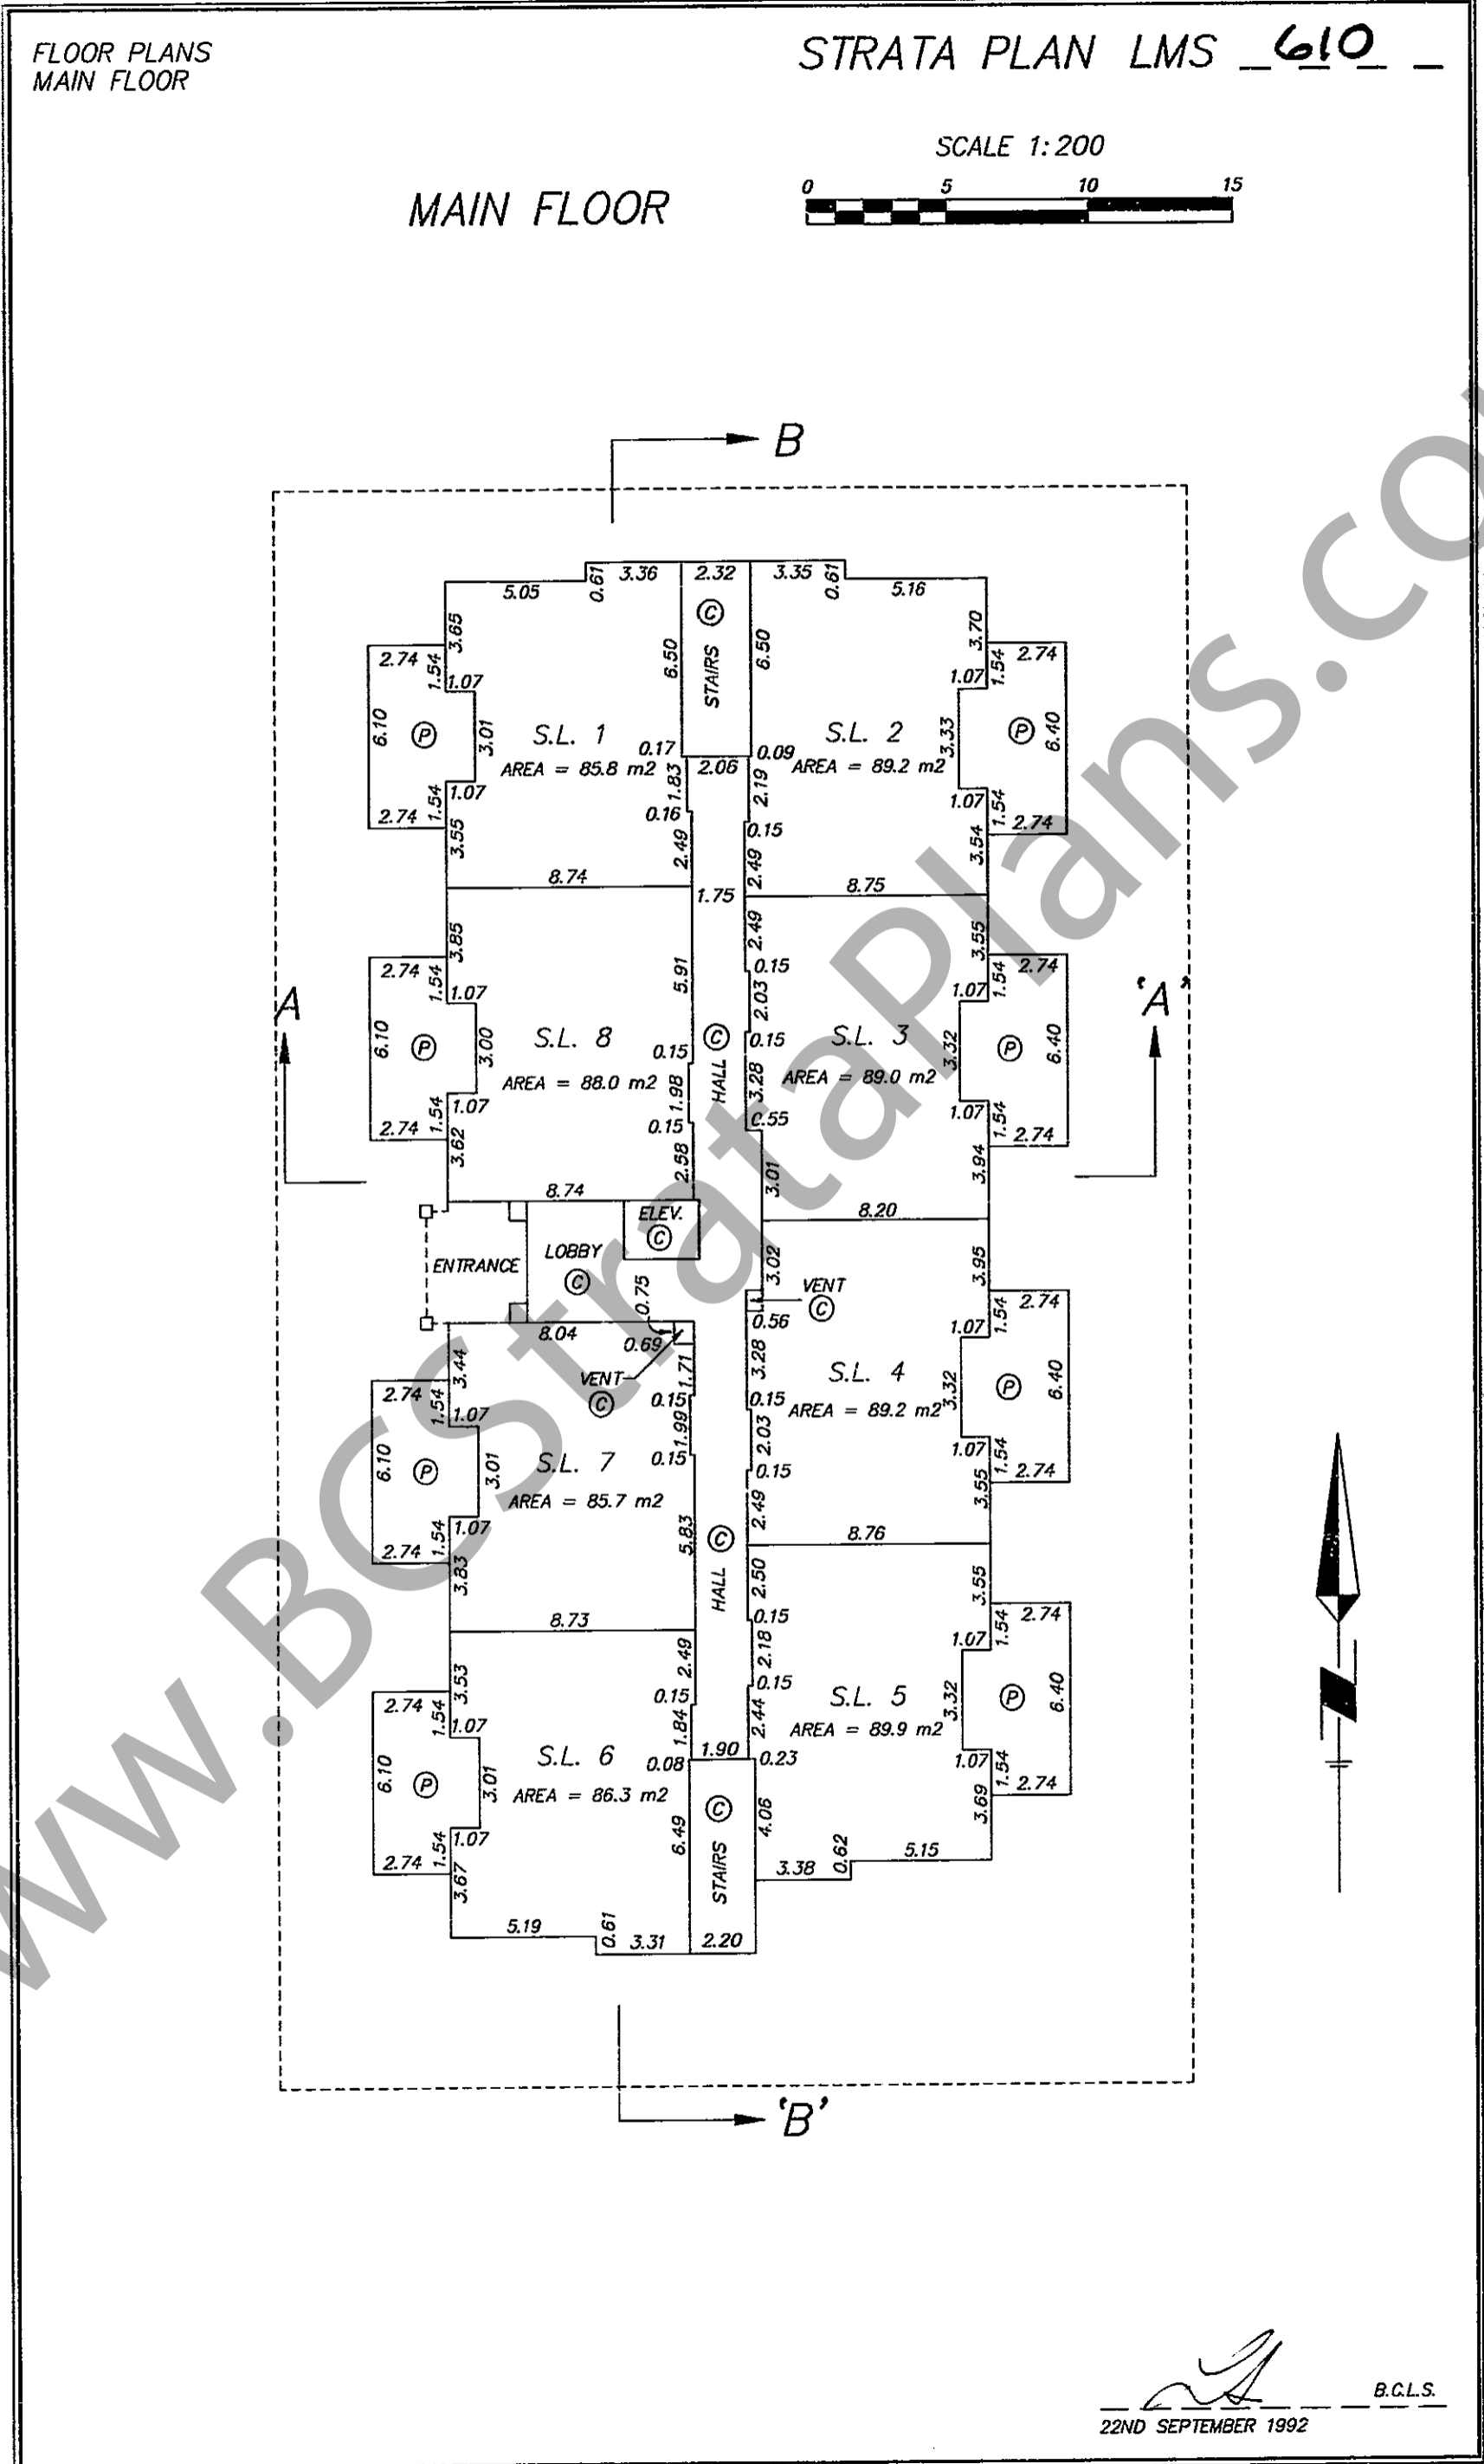 FLOOR PLANS
MAIN FLOOR
STRATA PLAN LMS 610
SCALE 1:200
0 5 10 15
MAIN FLOOR
B
3.36 2.32 3.35
0.61 0.61
5.05 5.16
C
STAIRS
3.65 3.70
6.50 6.50
2.74 1.54 1.54 2.74
1.07 1.07
6.10 P 3.01 S.L. 1 S.L. 2 3.33 P 6.40
0.17 0.09
AREA = 85.8 m2 2.06 AREA = 89.2 m2
1.83 2.19
1.07 1.07
2.74 1.54 0.16 0.15 1.54 2.74
3.55 2.49 2.49 3.54
8.74 1.75 8.75
3.85 2.49 3.55
2.74 1.54 5.91 0.15 1.54 2.74
1.07 2.03 1.07
A 'A'
6.10 P 3.00 S.L. 8 C S.L. 3 3.32 P 6.40
0.15 HALL 0.15
AREA = 88.0 m2 AREA = 89.0 m2
1.98 3.28
1.07 1.07
2.74 1.54 0.15 0.55 1.54 2.74
3.62 2.58 3.01 3.94
8.74 8.20
ELEV.
C
LOBBY
C
ENTRANCE
3.02 3.95
VENT
C
0.75
8.04 0.69 0.56
2.74 1.54
1.07
3.44 1.71 3.28
VENT
C
2.74 1.54 0.15 0.15
1.07 1.99 2.03
S.L. 4 3.32 P 6.40
AREA = 89.2 m2
6.10 P 3.01 S.L. 7 0.15 0.15
1.07 1.54 2.74
AREA = 85.7 m2 2.49 3.55
1.07
2.74 1.54 5.83 C 8.76
3.83 HALL 2.50 3.55
8.73 0.15 1.54 2.74
1.07
3.53 2.49 2.18
2.74 1.54 0.15 0.15
1.07 1.84 2.44
S.L. 5 3.32 P 6.40
AREA = 89.9 m2
6.10 P 3.01 S.L. 6 0.08 1.90 0.23
1.07 1.54 2.74
AREA = 86.3 m2
C
STAIRS
6.49 4.06 3.69
1.07
2.74 1.54
3.67 3.38 0.62 5.15
5.19 0.61 3.31 2.20
'B'
B.C.L.S.
22ND SEPTEMBER 1992
www.BCStrataPlans.co